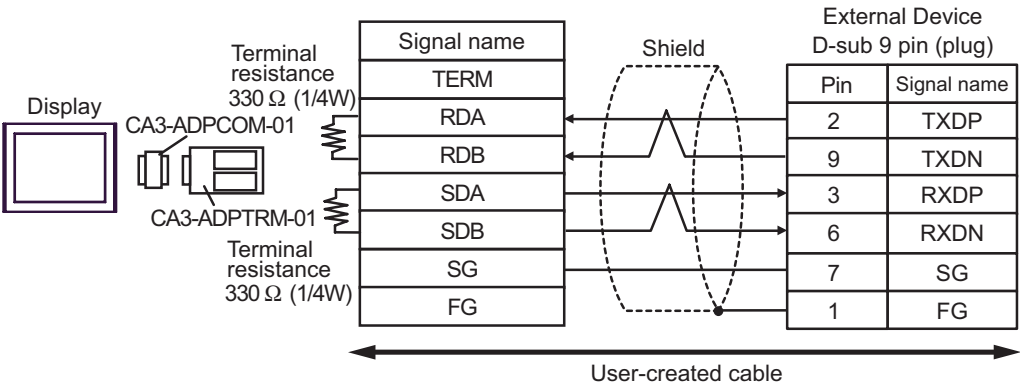 Display
CA3-ADPCOM-01
CA3-ADPTRM-01
Terminal
resistance
330 Ω (1/4W)
Terminal
resistance
330 Ω (1/4W)
Signal name
TERM
RDA
RDB
SDA
SDB
SG
FG
Shield
External Device
D-sub 9 pin (plug)
Pin Signal name
2 TXDP
9 TXDN
3 RXDP
6 RXDN
7 SG
1 FG
User-created cable